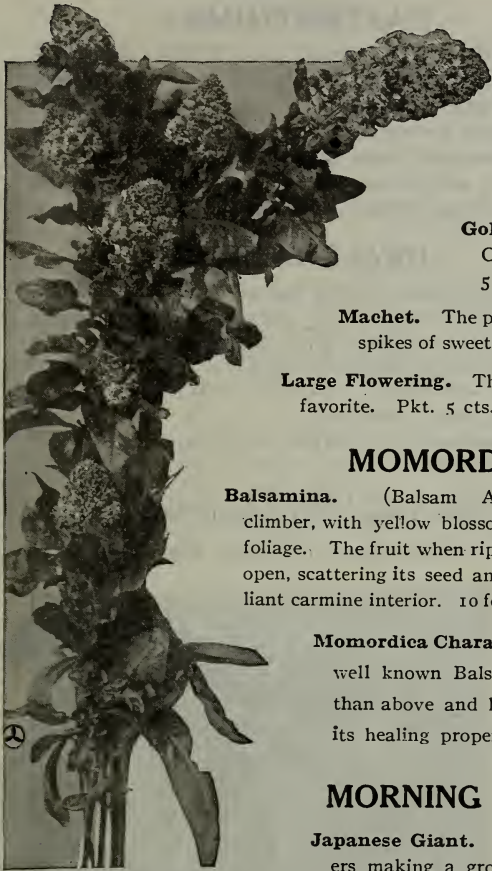 Gol
C
5
Machet. The p
spikes of sweet
Large Flowering. Th
favorite. Pkt. 5 cts.
MOMORD
Balsamina. (Balsam A
climber, with yellow blosso
foliage. The fruit when rip
open, scattering its seed an
liant carmine interior. 10 fe
Momordica Chara
well known Bals
than above and l
its healing prope
MORNING
Japanese Giant.
ers making a gro